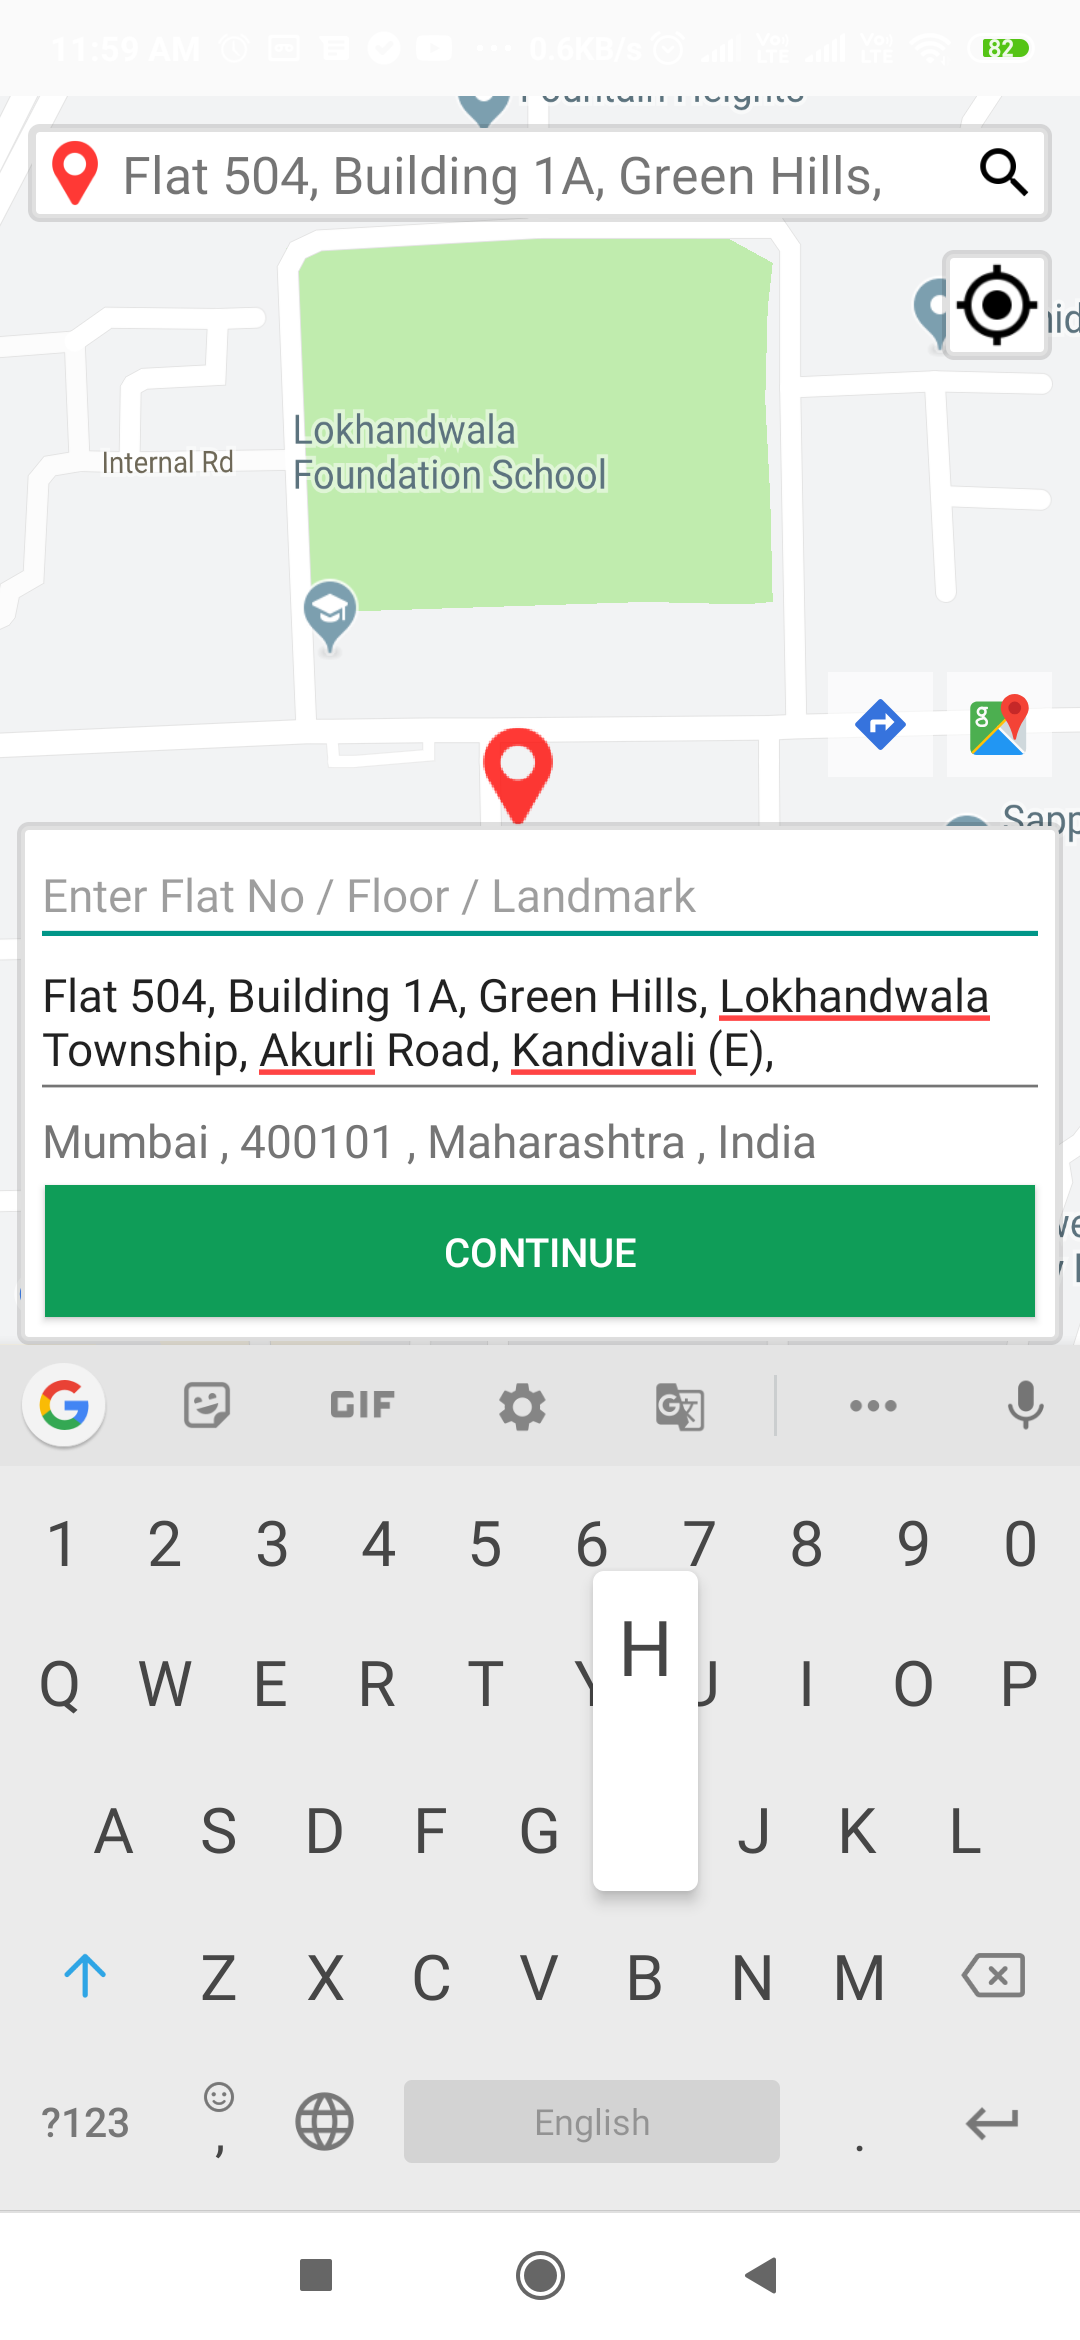 11:59 AM
0.6KB/s
82
Fountain Heights
Flat 504, Building 1A, Green Hills,
Lokhandwala
Foundation School
Internal Rd
Enter Flat No / Floor / Landmark
Flat 504, Building 1A, Green Hills, Lokhandwala
Township, Akurli Road, Kandivali (E),
Mumbai , 400101 , Maharashtra , India
CONTINUE
GIF
1 2 3 4 5 6 7 8 9 0
Q W E R T Y U I O P
H
A S D F G J K L
Z X C V B N M
?123 , English .